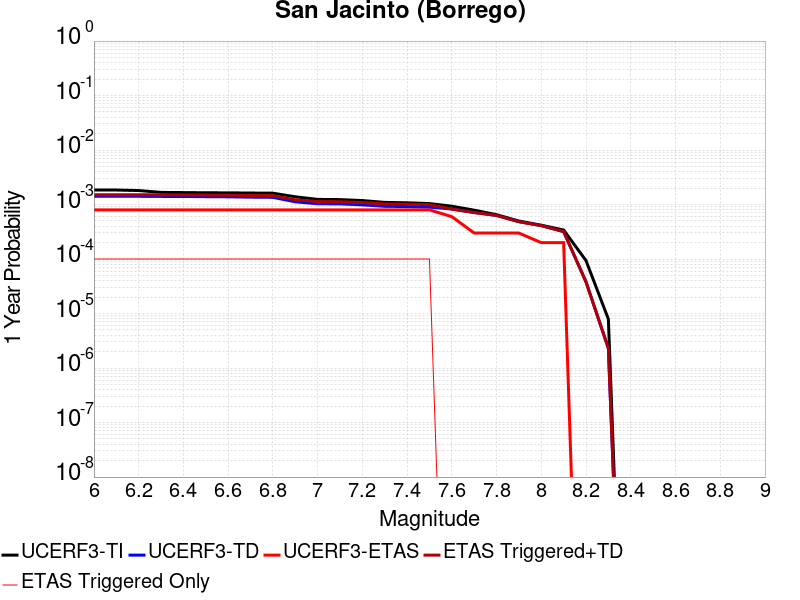 San Jacinto (Borrego)
10^0
10^-1
10^-2
10^-3
10^-4
10^-5
10^-6
10^-7
10^-8
1 Year Probability
6 6.2 6.4 6.6 6.8 7 7.2 7.4 7.6 7.8 8 8.2 8.4 8.6 8.8 9
Magnitude
UCERF3-TI UCERF3-TD UCERF3-ETAS ETAS Triggered+TD
ETAS Triggered Only